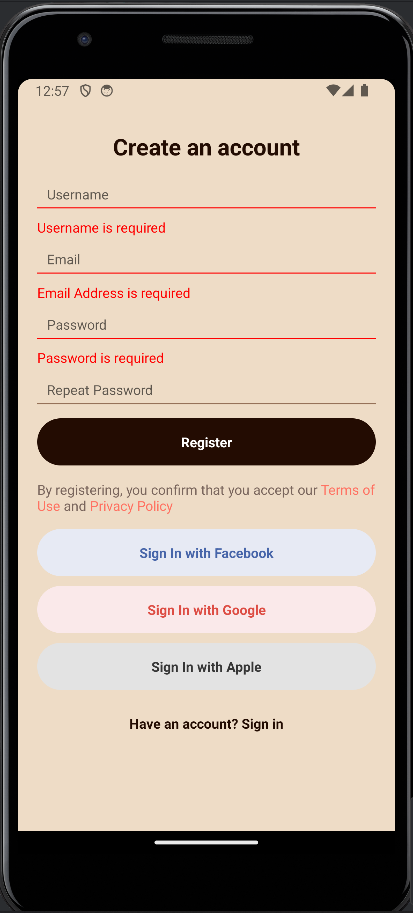 12:57
Create an account
Username
Username is required
Email
Email Address is required
Password
Password is required
Repeat Password
Register
By registering, you confirm that you accept our Terms of
Use and Privacy Policy
Sign In with Facebook
Sign In with Google
Sign In with Apple
Have an account? Sign in